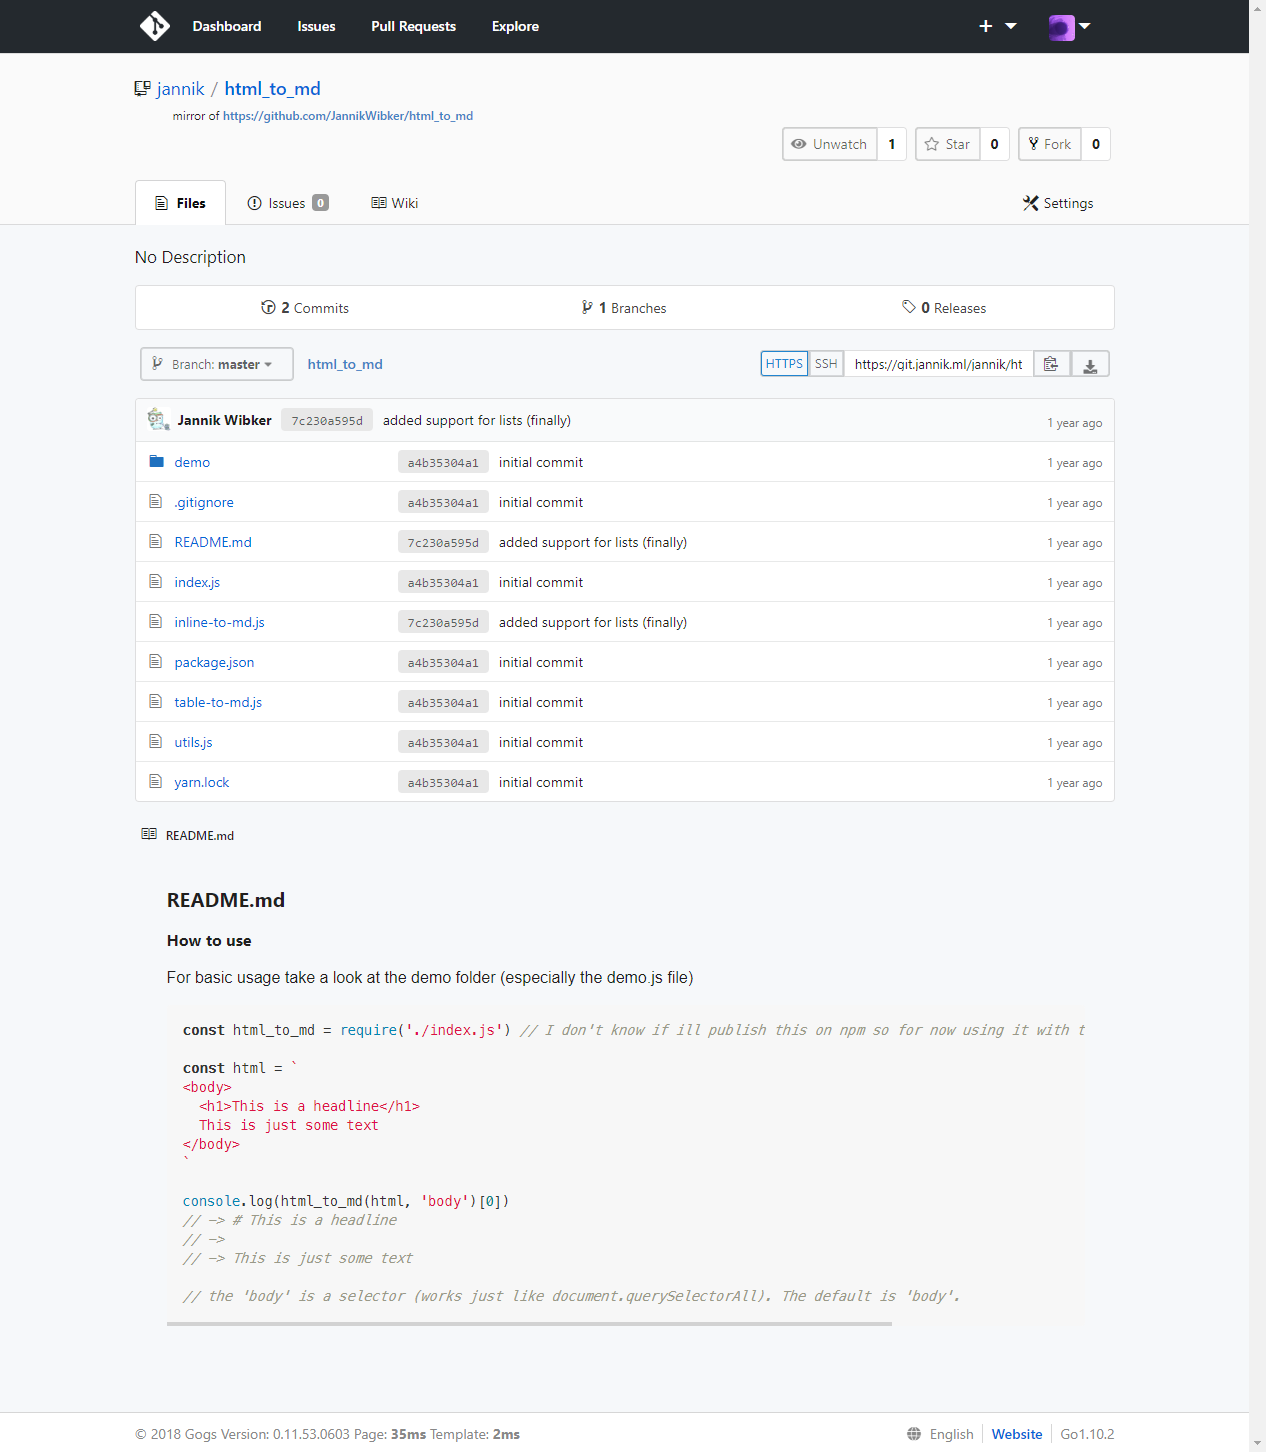 Dashboard Issues Pull Requests Explore
jannik / html_to_md
mirror of https://github.com/JannikWibker/html_to_md
Unwatch 1 Star 0 Fork 0
Files Issues 0 Wiki Settings
No Description
2 Commits 1 Branches 0 Releases
Branch: master html_to_md HTTPS SSH https://git.jannik.ml/jannik/ht
Jannik Wibker 7c230a595d added support for lists (finally) 1 year ago
demo a4b35304a1 initial commit 1 year ago
.gitignore a4b35304a1 initial commit 1 year ago
README.md 7c230a595d added support for lists (finally) 1 year ago
index.js a4b35304a1 initial commit 1 year ago
inline-to-md.js 7c230a595d added support for lists (finally) 1 year ago
package.json a4b35304a1 initial commit 1 year ago
table-to-md.js a4b35304a1 initial commit 1 year ago
utils.js a4b35304a1 initial commit 1 year ago
yarn.lock a4b35304a1 initial commit 1 year ago
README.md
README.md
How to use
For basic usage take a look at the demo folder (especially the demo.js file)
const html_to_md = require('./index.js') // I don't know if ill publish this on npm so for now using it with t
const html = `
<body>
<h1>This is a headline</h1>
This is just some text
</body>
`
console.log(html_to_md(html, 'body')[0])
// -> # This is a headline
// ->
// -> This is just some text
// the 'body' is a selector (works just like document.querySelectorAll). The default is 'body'.
© 2018 Gogs Version: 0.11.53.0603 Page: 35ms Template: 2ms English Website Go1.10.2